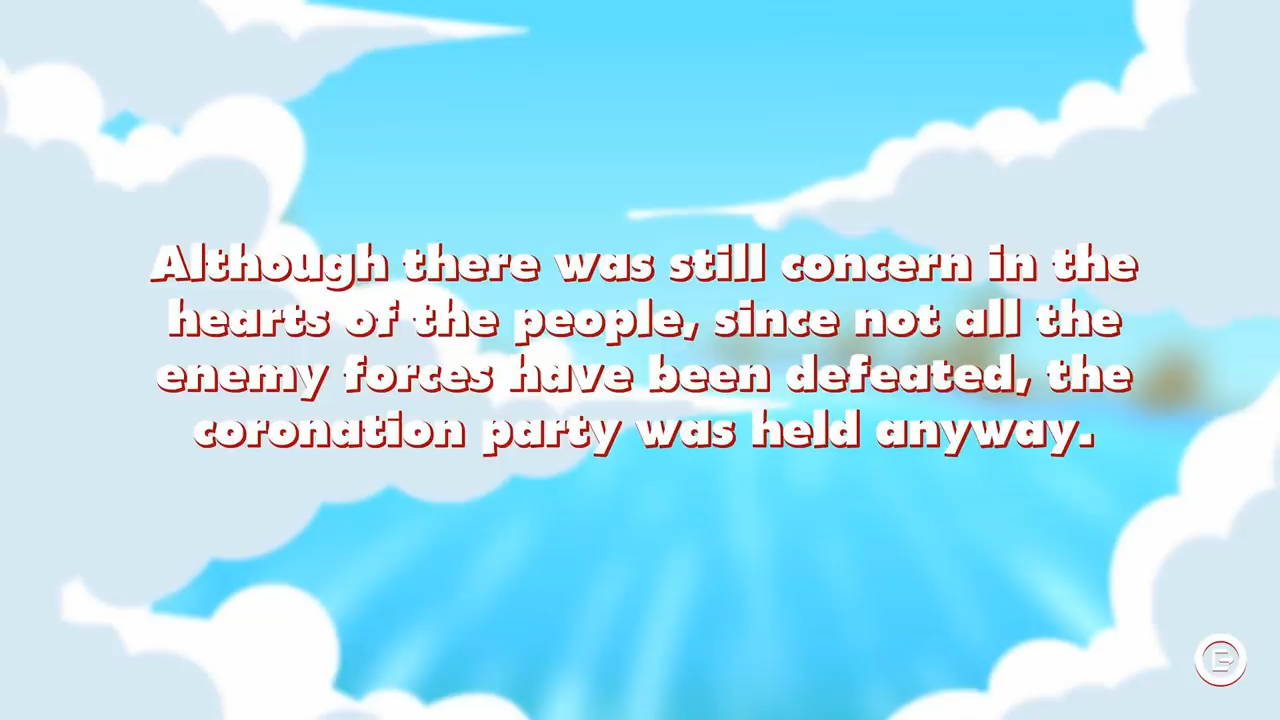 Although there was still concern in the
hearts of the people, since not all the
enemy forces have been defeated, the
coronation party was held anyway.
E